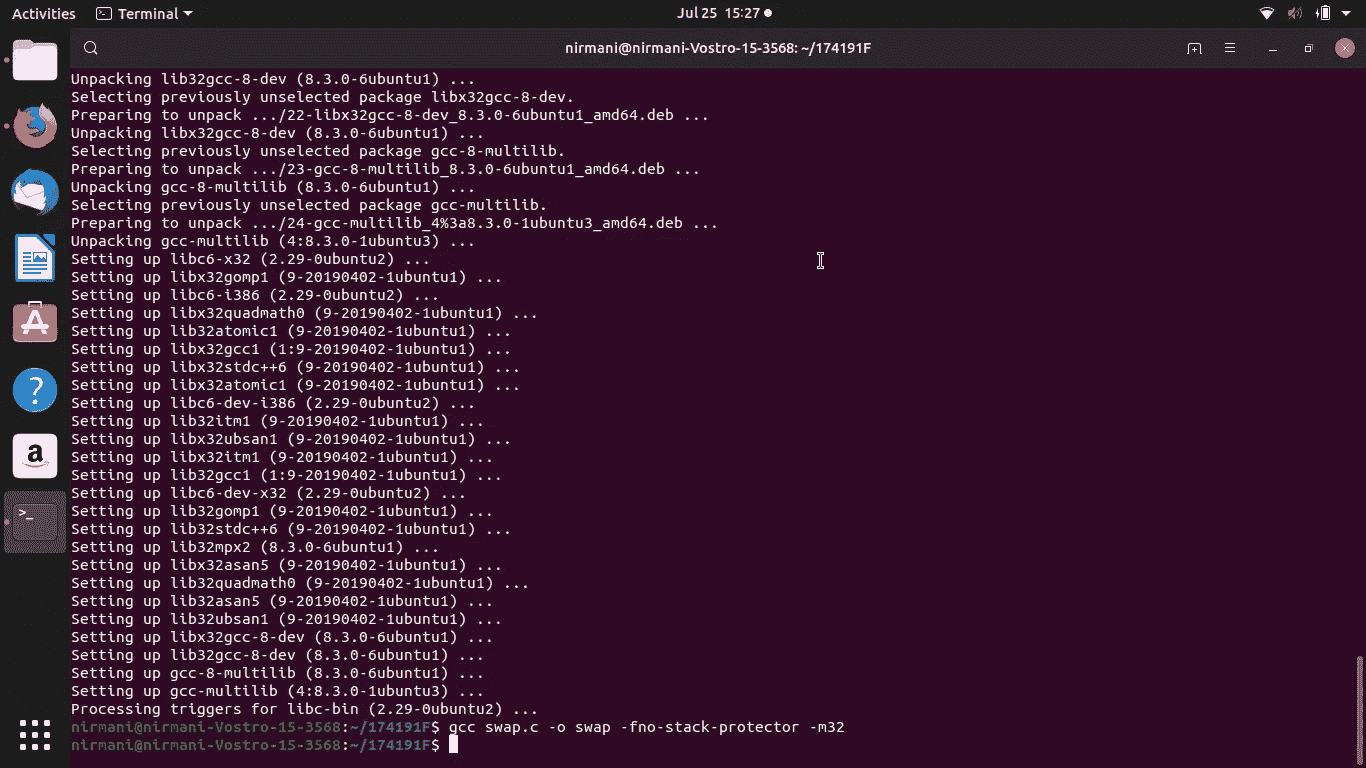 Activities Terminal Jul 25 15:27
nirmani@nirmani-Vostro-15-3568: ~/174191F
Unpacking lib32gcc-8-dev (8.3.0-6ubuntu1) ...
Selecting previously unselected package libx32gcc-8-dev.
Preparing to unpack .../22-libx32gcc-8-dev_8.3.0-6ubuntu1_amd64.deb ...
Unpacking libx32gcc-8-dev (8.3.0-6ubuntu1) ...
Selecting previously unselected package gcc-8-multilib.
Preparing to unpack .../23-gcc-8-multilib_8.3.0-6ubuntu1_amd64.deb ...
Unpacking gcc-8-multilib (8.3.0-6ubuntu1) ...
Selecting previously unselected package gcc-multilib.
Preparing to unpack .../24-gcc-multilib_4%3a8.3.0-1ubuntu3_amd64.deb ...
Unpacking gcc-multilib (4:8.3.0-1ubuntu3) ...
Setting up libc6-x32 (2.29-0ubuntu2) ...
Setting up libx32gomp1 (9-20190402-1ubuntu1) ...
Setting up libc6-i386 (2.29-0ubuntu2) ...
Setting up libx32quadmath0 (9-20190402-1ubuntu1) ...
Setting up lib32atomic1 (9-20190402-1ubuntu1) ...
Setting up libx32gcc1 (1:9-20190402-1ubuntu1) ...
Setting up libx32stdc++6 (9-20190402-1ubuntu1) ...
Setting up libx32atomic1 (9-20190402-1ubuntu1) ...
Setting up libc6-dev-i386 (2.29-0ubuntu2) ...
Setting up lib32itm1 (9-20190402-1ubuntu1) ...
Setting up libx32ubsan1 (9-20190402-1ubuntu1) ...
Setting up libx32itm1 (9-20190402-1ubuntu1) ...
Setting up lib32gcc1 (1:9-20190402-1ubuntu1) ...
Setting up libc6-dev-x32 (2.29-0ubuntu2) ...
Setting up lib32gomp1 (9-20190402-1ubuntu1) ...
Setting up lib32stdc++6 (9-20190402-1ubuntu1) ...
Setting up lib32mpx2 (8.3.0-6ubuntu1) ...
Setting up libx32asan5 (9-20190402-1ubuntu1) ...
Setting up lib32quadmath0 (9-20190402-1ubuntu1) ...
Setting up lib32asan5 (9-20190402-1ubuntu1) ...
Setting up lib32ubsan1 (9-20190402-1ubuntu1) ...
Setting up libx32gcc-8-dev (8.3.0-6ubuntu1) ...
Setting up lib32gcc-8-dev (8.3.0-6ubuntu1) ...
Setting up gcc-8-multilib (8.3.0-6ubuntu1) ...
Setting up gcc-multilib (4:8.3.0-1ubuntu3) ...
Processing triggers for libc-bin (2.29-0ubuntu2) ...
nirmani@nirmani-Vostro-15-3568:~/174191F$ gcc swap.c -o swap -fno-stack-protector -m32
nirmani@nirmani-Vostro-15-3568:~/174191F$